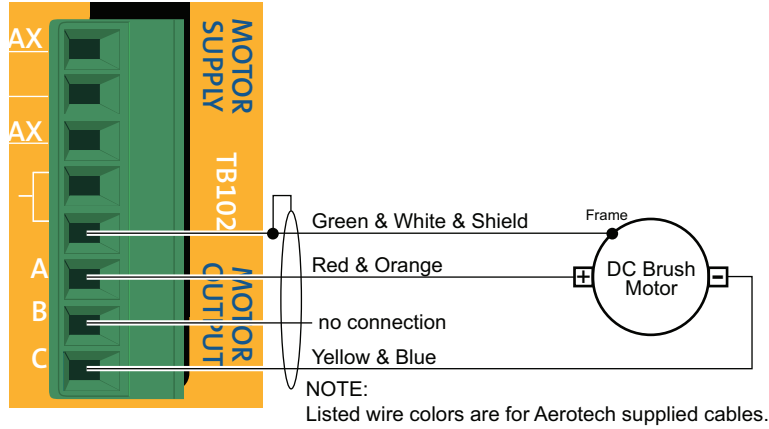 AX
AX
A
B
C
MOTOR
SUPPLY
TB102
MOTOR
OUTPUT
Green & White & Shield
Frame
Red & Orange
+
DC Brush
Motor
-
no connection
Yellow & Blue
NOTE:
Listed wire colors are for Aerotech supplied cables.